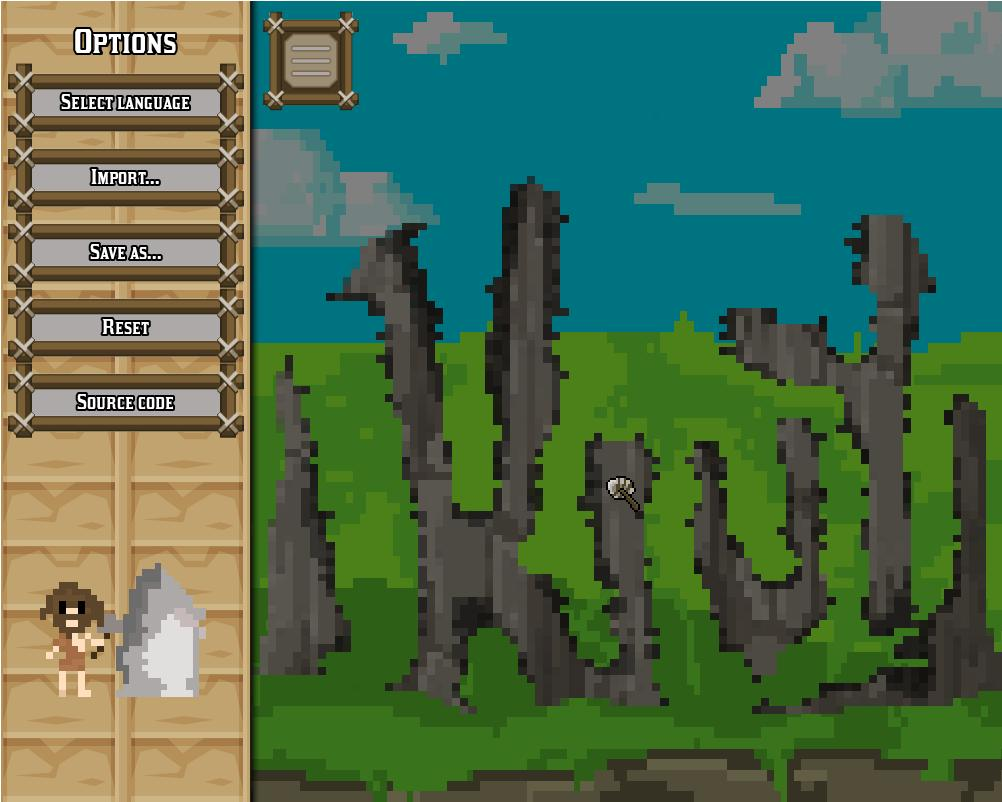 Options
Select language
Import...
Save as...
Reset
Source code